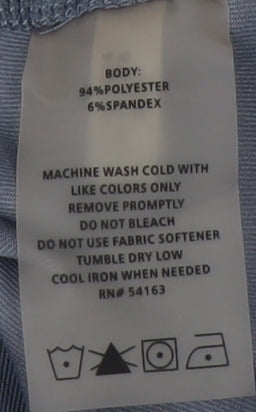 BODY:
94%POLYESTER
6%SPANDEX
MACHINE WASH COLD WITH
LIKE COLORS ONLY
REMOVE PROMPTLY
DO NOT BLEACH
DO NOT USE FABRIC SOFTENER
TUMBLE DRY LOW
COOL IRON WHEN NEEDED
RN# 54163